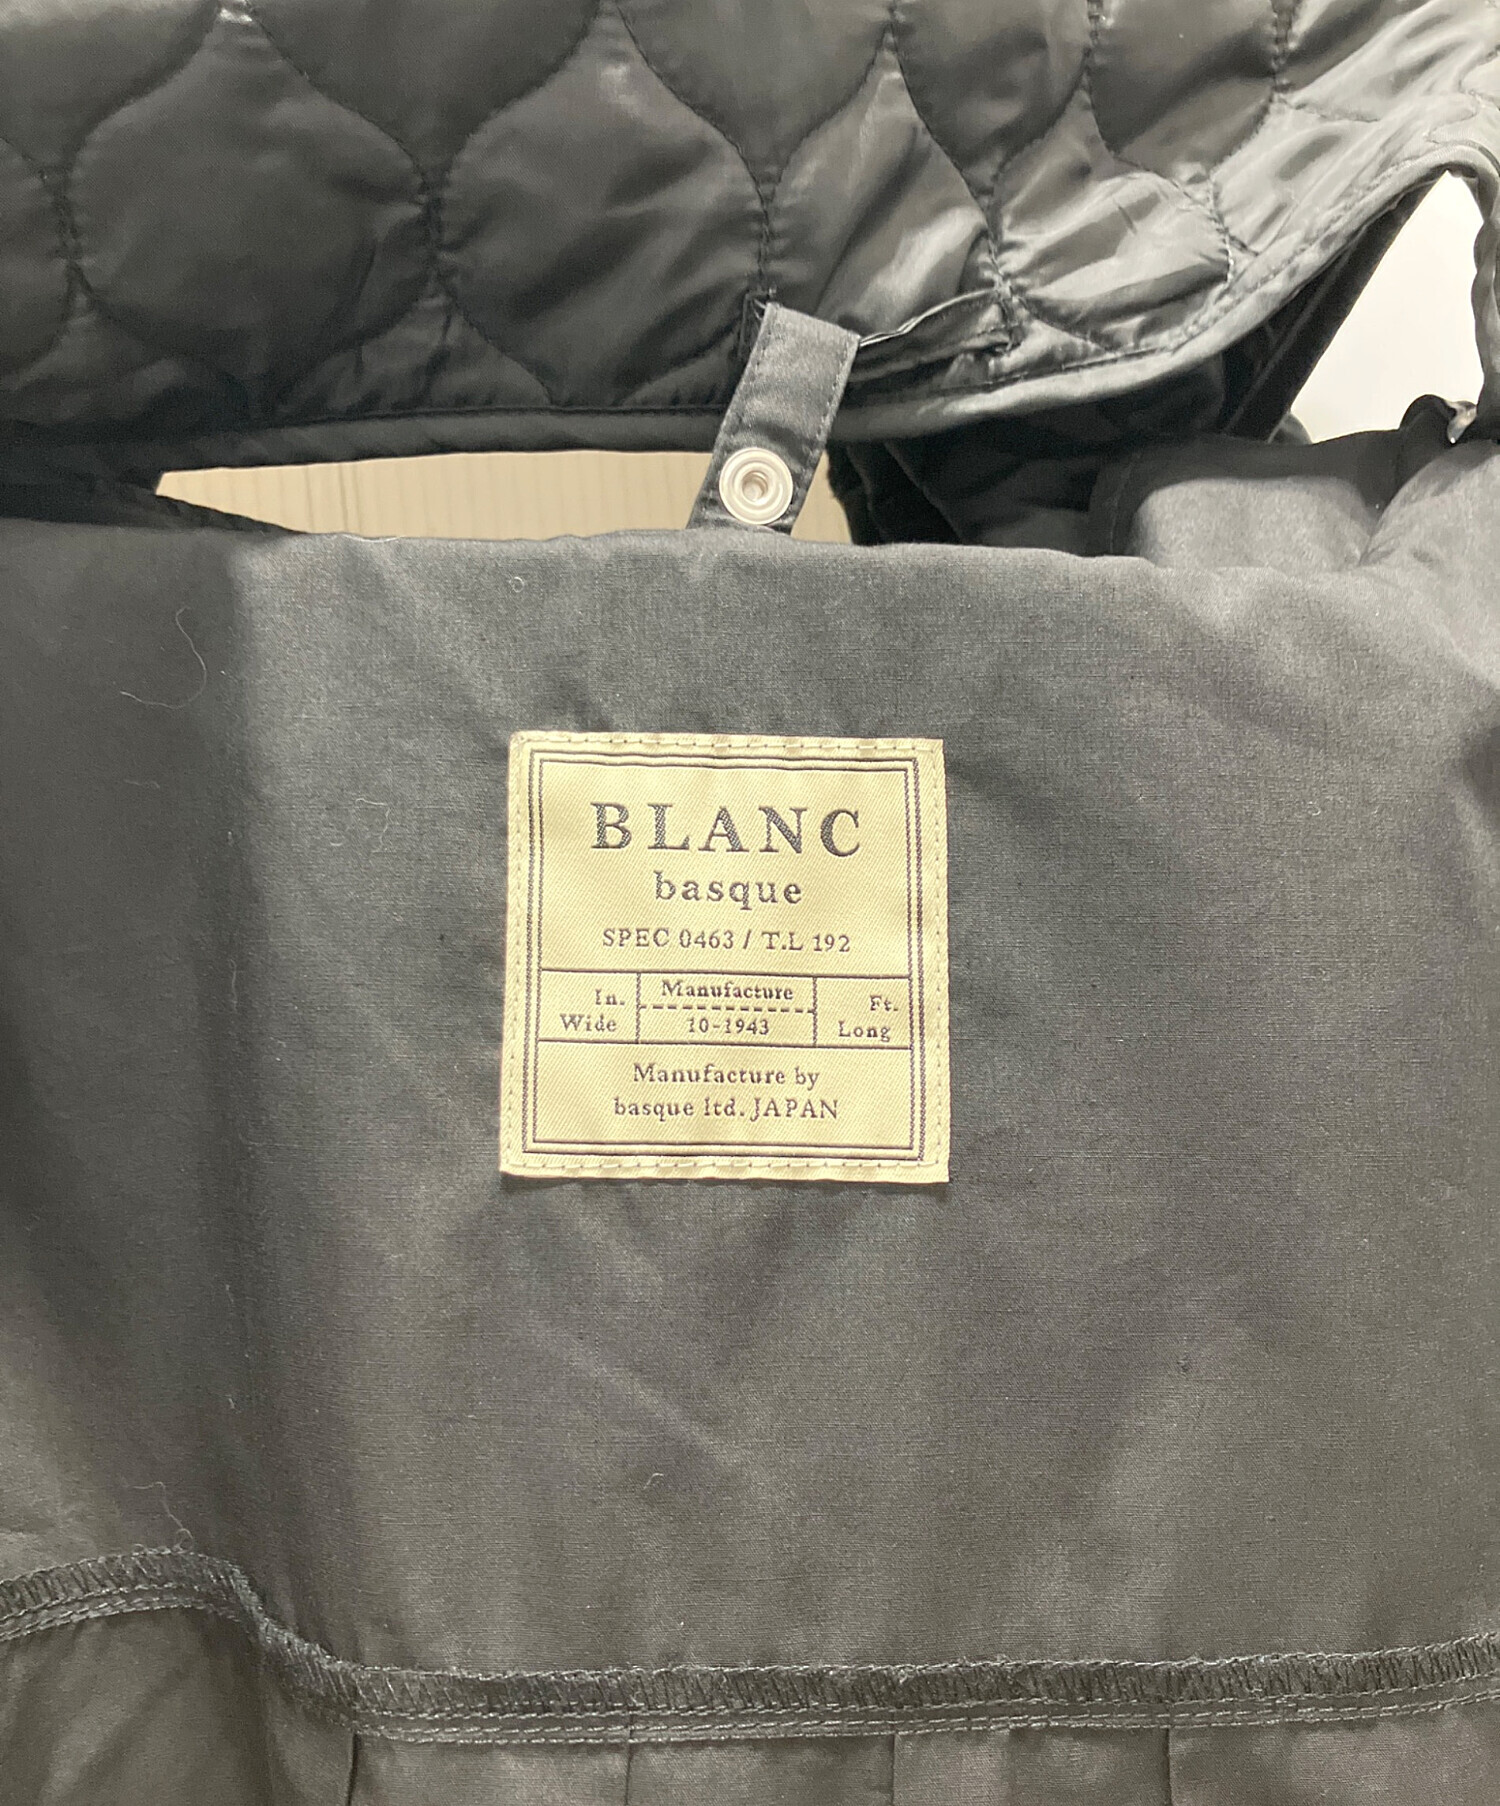 BLANC
basque
SPEC 0463 / T.L 192
In.
Wide
Manufacture
10-1943
Ft.
Long
Manufacture by
basque ltd. JAPAN